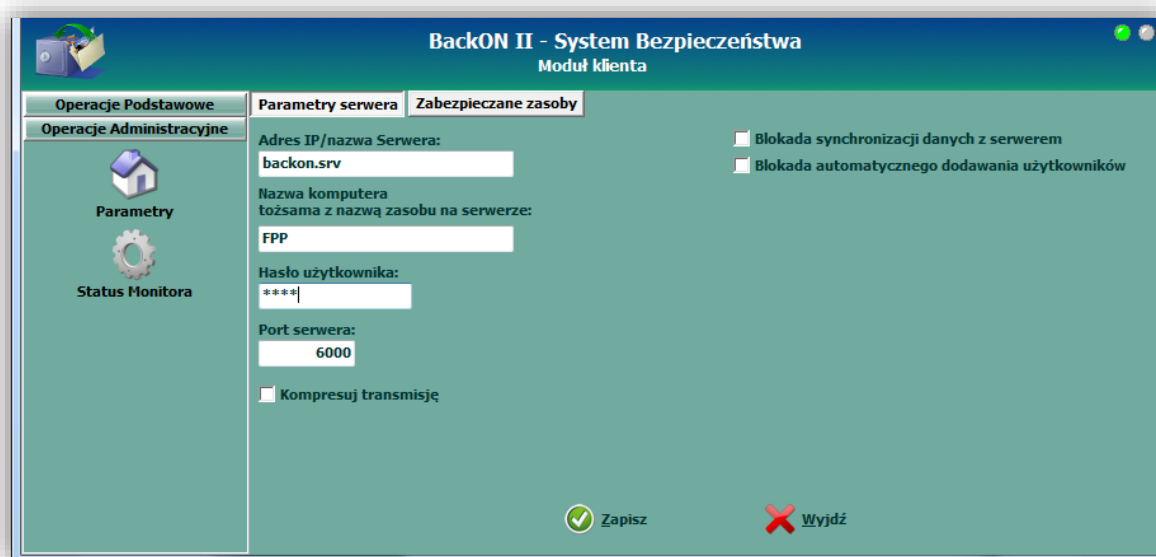 BackON II - System Bezpieczeństwa
Moduł klienta
Operacje Podstawowe
Operacje Administracyjne
Parametry
Status Monitora
Parametry serwera
Zabezpieczane zasoby
Adres IP/nazwa Serwera:
backon.srv
Nazwa komputera
tożsama z nazwą zasobu na serwerze:
FPP
Hasło użytkownika:
****
Port serwera:
6000
Kompresuj transmisję
Blokada synchronizacji danych z serwerem
Blokada automatycznego dodawania użytkowników
Zapisz
Wyjdź